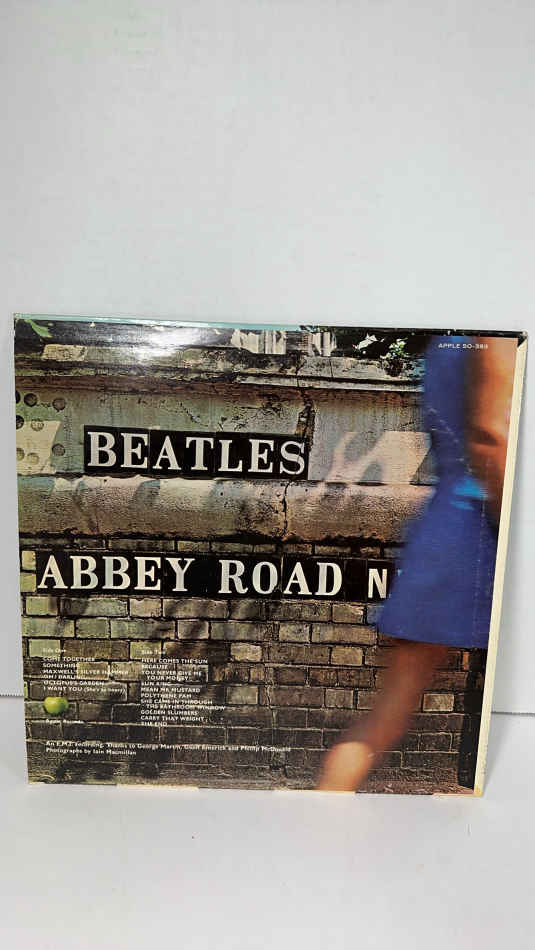 APPLE SO-383
BEATLES
ABBEY ROAD N
Side One
COME TOGETHER
SOMETHING
MAXWELL'S SILVER HAMMER
OH! DARLING
OCTOPUS'S GARDEN
I WANT YOU (She's so heavy)
Side Two
HERE COMES THE SUN
BECAUSE
YOU NEVER GIVE ME
YOUR MONEY
SUN KING
MEAN MR MUSTARD
POLYTHENE PAM
SHE CAME IN THROUGH
THE BATHROOM WINDOW
GOLDEN SLUMBERS
CARRY THAT WEIGHT
THE END
Apple Records
An E.M.I. recording. Thanks to George Martin, Geoff Emerick and Phillip McDonald
Photographs by Iain Macmillan